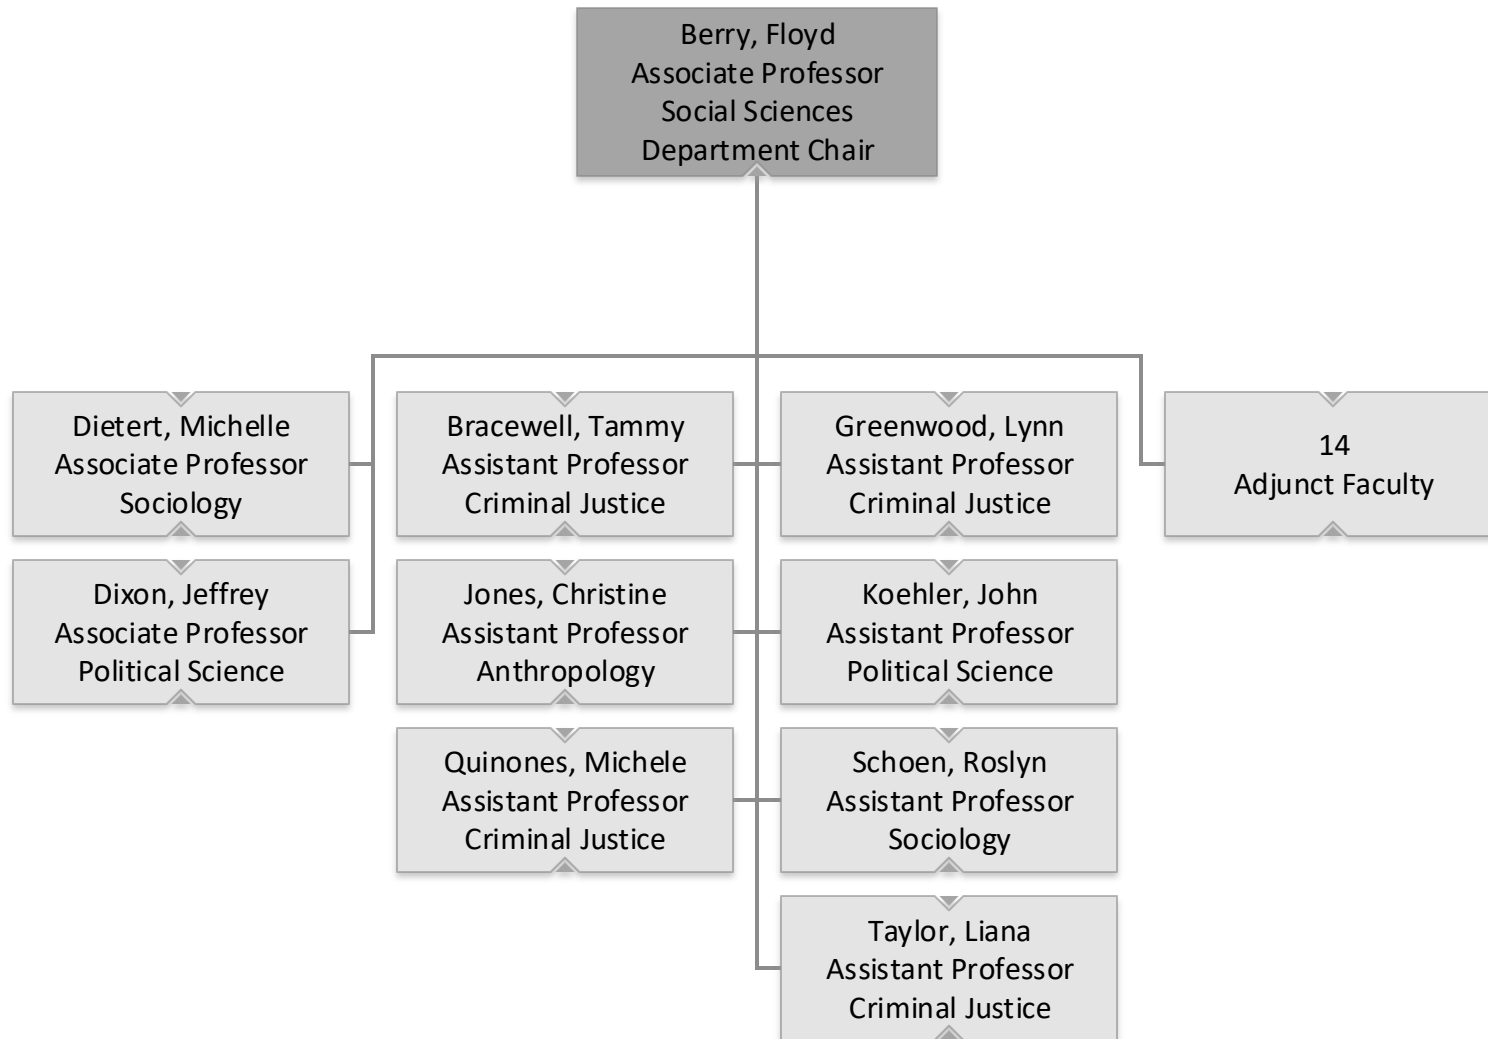 Berry, Floyd
Associate Professor
Social Sciences
Department Chair
Dietert, Michelle
Associate Professor
Sociology
Bracewell, Tammy
Assistant Professor
Criminal Justice
Greenwood, Lynn
Assistant Professor
Criminal Justice
14
Adjunct Faculty
Dixon, Jeffrey
Associate Professor
Political Science
Jones, Christine
Assistant Professor
Anthropology
Koehler, John
Assistant Professor
Political Science
Quinones, Michele
Assistant Professor
Criminal Justice
Schoen, Roslyn
Assistant Professor
Sociology
Taylor, Liana
Assistant Professor
Criminal Justice